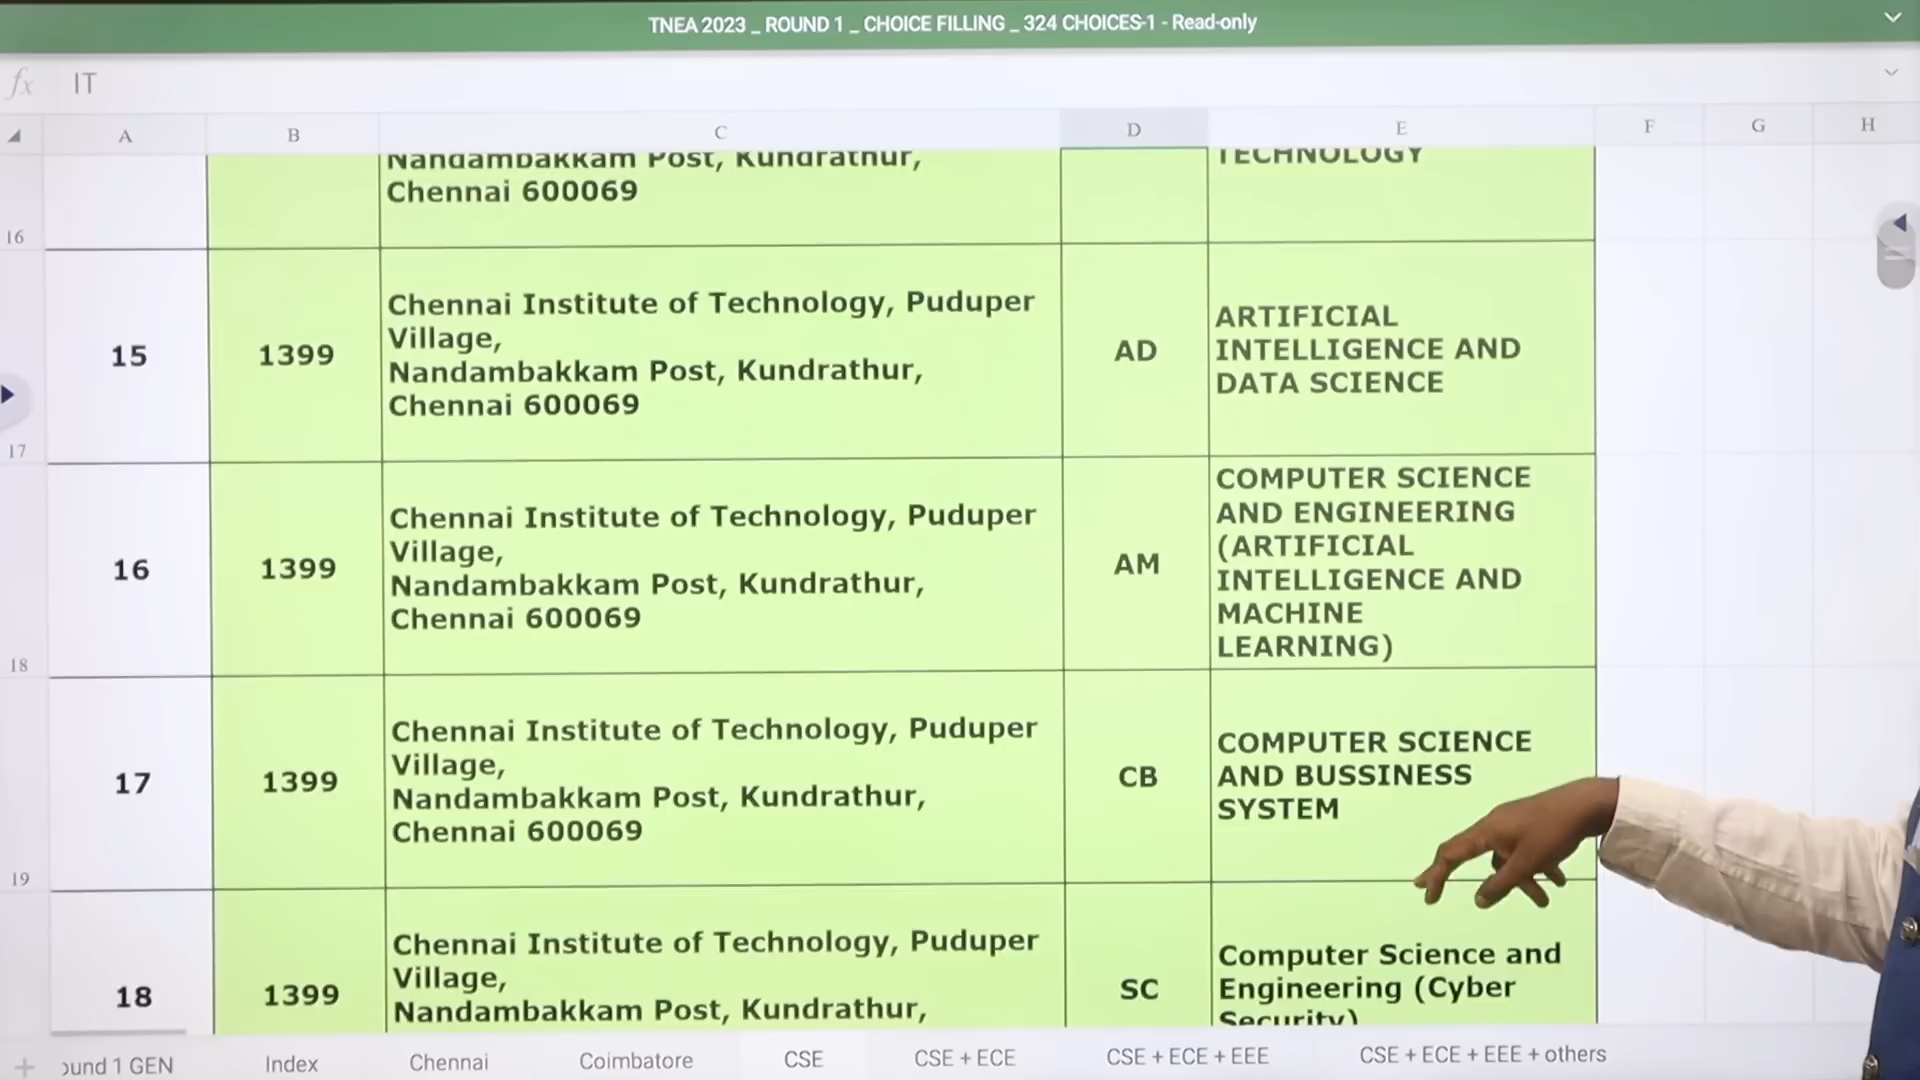 TNEA 2023 _ ROUND 1 _ CHOICE FILLING _ 324 CHOICES-1 - Read-only
fx IT
A B C D E F G H
16
Nandambakkam Post, Kundrathur,
Chennai 600069
TECHNOLOGY
17
15
1399
Chennai Institute of Technology, Puduper
Village,
Nandambakkam Post, Kundrathur,
Chennai 600069
AD
ARTIFICIAL
INTELLIGENCE AND
DATA SCIENCE
18
16
1399
Chennai Institute of Technology, Puduper
Village,
Nandambakkam Post, Kundrathur,
Chennai 600069
AM
COMPUTER SCIENCE
AND ENGINEERING
(ARTIFICIAL
INTELLIGENCE AND
MACHINE
LEARNING)
19
17
1399
Chennai Institute of Technology, Puduper
Village,
Nandambakkam Post, Kundrathur,
Chennai 600069
CB
COMPUTER SCIENCE
AND BUSSINESS
SYSTEM
18
1399
Chennai Institute of Technology, Puduper
Village,
Nandambakkam Post, Kundrathur,
SC
Computer Science and
Engineering (Cyber
Security)
ound 1 GEN
Index
Chennai
Coimbatore
CSE
CSE + ECE
CSE + ECE + EEE
CSE + ECE + EEE + others